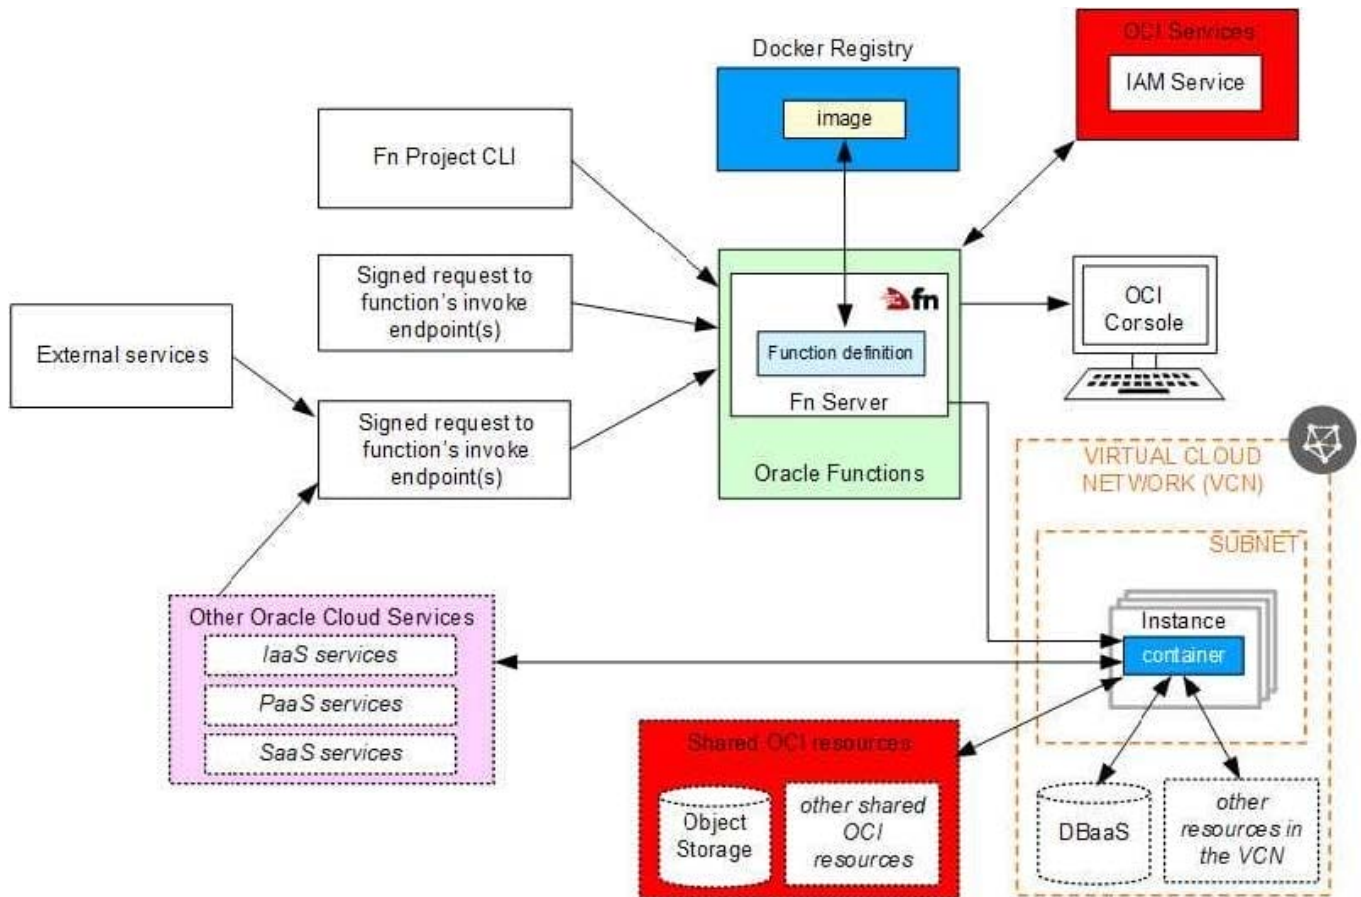 Docker Registry
image
OCI Services
IAM Service
Fn Project CLI
Signed request to
function's invoke
endpoint(s)
fn
Function definition
Fn Server
Oracle Functions
OCI
Corsole
External services
Signed request to
function's invoke
endpoint(s)
VIRTUAL CLOUD
NETWORK (VCN)
SUBNET
Instance
container
Other Oracle Cloud Services
IaaS services
PaaS services
SaaS services
Shared OCI resources
Object
Storage
other shared
OCI
resources
DBaaS
other
resources in
the VCN